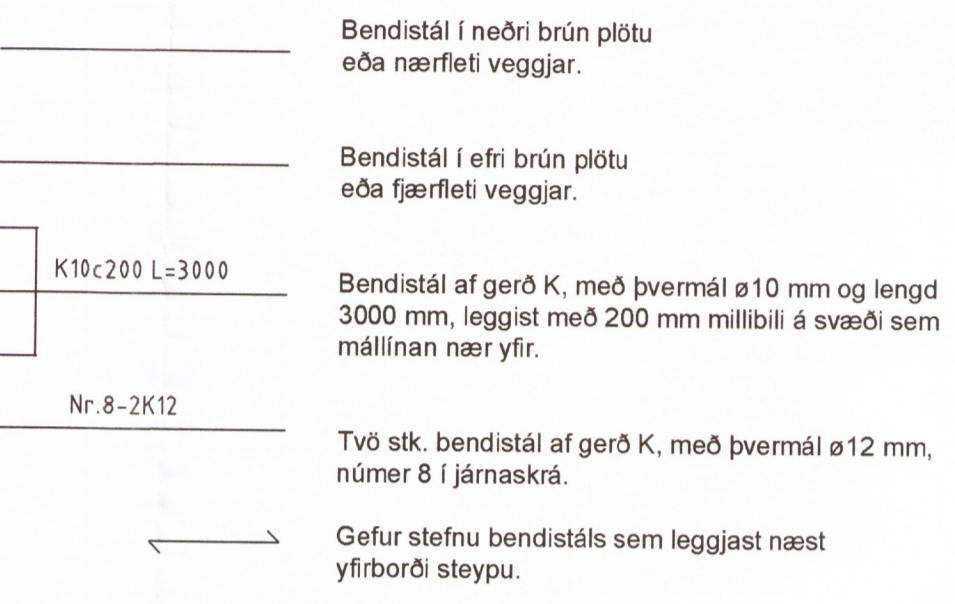 Bendistál í neðri brún plötu
eða nærfleti veggjar.
Bendistál í efri brún plötu
eða fjærfleti veggjar.
K10c200 L=3000
Bendistál af gerð K, með þvermál ø10 mm og lengd
3000 mm, leggist með 200 mm millibili á svæði sem
mállínan nær yfir.
Nr.8-2K12
Tvö stk. bendistál af gerð K, með þvermál ø12 mm,
númer 8 í járnaskrá.
Gefur stefnu bendistáls sem leggjast næst
yfirborði steypu.